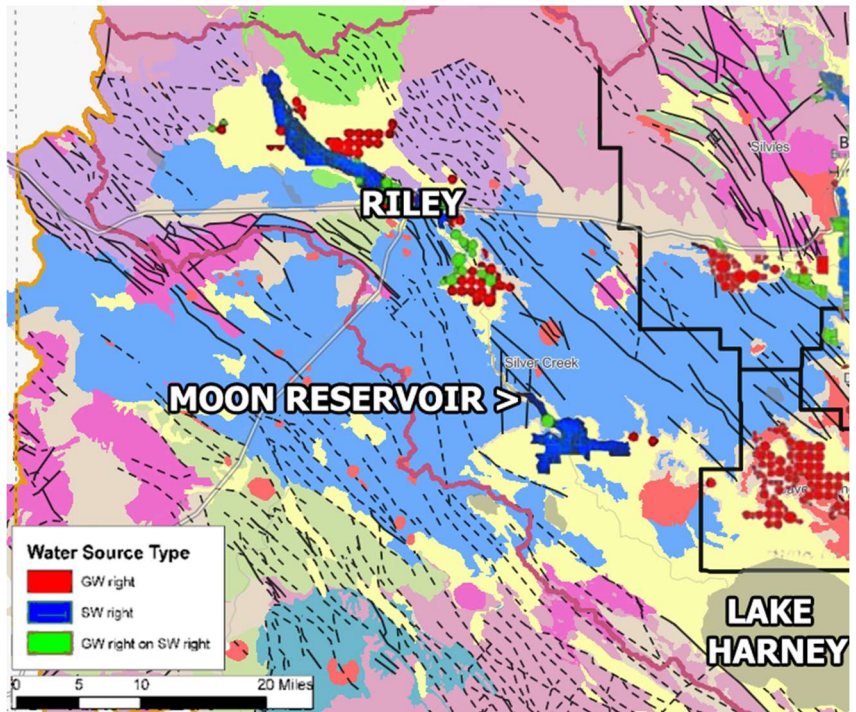 Silvies
B
RILEY
Silver Creek
MOON RESERVOIR >
LAKE
HARNEY
Water Source Type
GW right
SW right
GW right on SW right
0 5 10 20 Miles